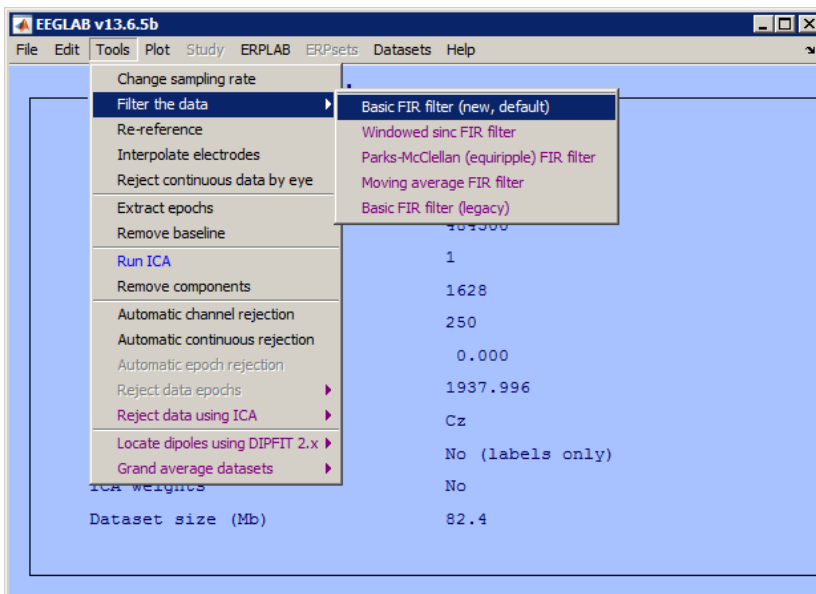 EEGLAB v13.6.5b
File Edit Tools Plot Study ERPLAB ERPsets Datasets Help
Change sampling rate
Filter the data
Re-reference
Interpolate electrodes
Reject continuous data by eye
Extract epochs
Remove baseline
Run ICA
Remove components
Automatic channel rejection
Automatic continuous rejection
Automatic epoch rejection
Reject data epochs
Reject data using ICA
Locate dipoles using DIPFIT 2.x
Grand average datasets
Basic FIR filter (new, default)
Windowed sinc FIR filter
Parks-McClellan (equiripple) FIR filter
Moving average FIR filter
Basic FIR filter (legacy)
1
1628
250
0.000
1937.996
Cz
No (labels only)
ICA weights No
Dataset size (Mb) 82.4